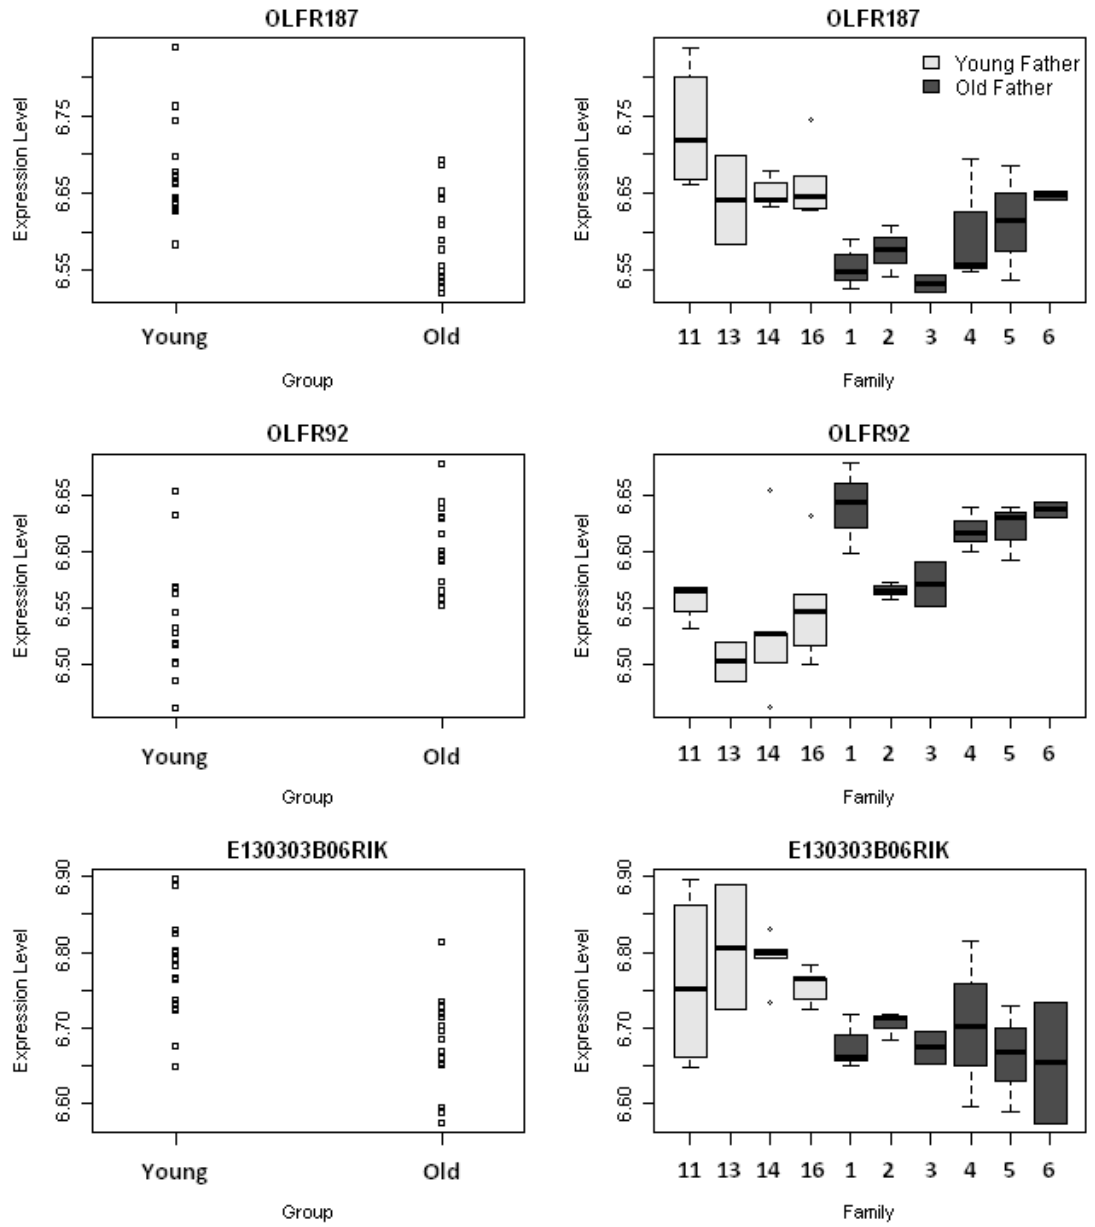 OLFR187
Expression Level
6.75
6.65
6.55
Young Old
Group
OLFR187
Expression Level
6.75
6.65
6.55
Young Father
Old Father
11 13 14 16 1 2 3 4 5 6
Family
OLFR92
Expression Level
6.65
6.60
6.55
6.50
Young Old
Group
OLFR92
Expression Level
6.65
6.60
6.55
6.50
11 13 14 16 1 2 3 4 5 6
Family
E130303B06RIK
Expression Level
6.90
6.80
6.70
6.60
Young Old
Group
E130303B06RIK
Expression Level
6.90
6.80
6.70
6.60
11 13 14 16 1 2 3 4 5 6
Family